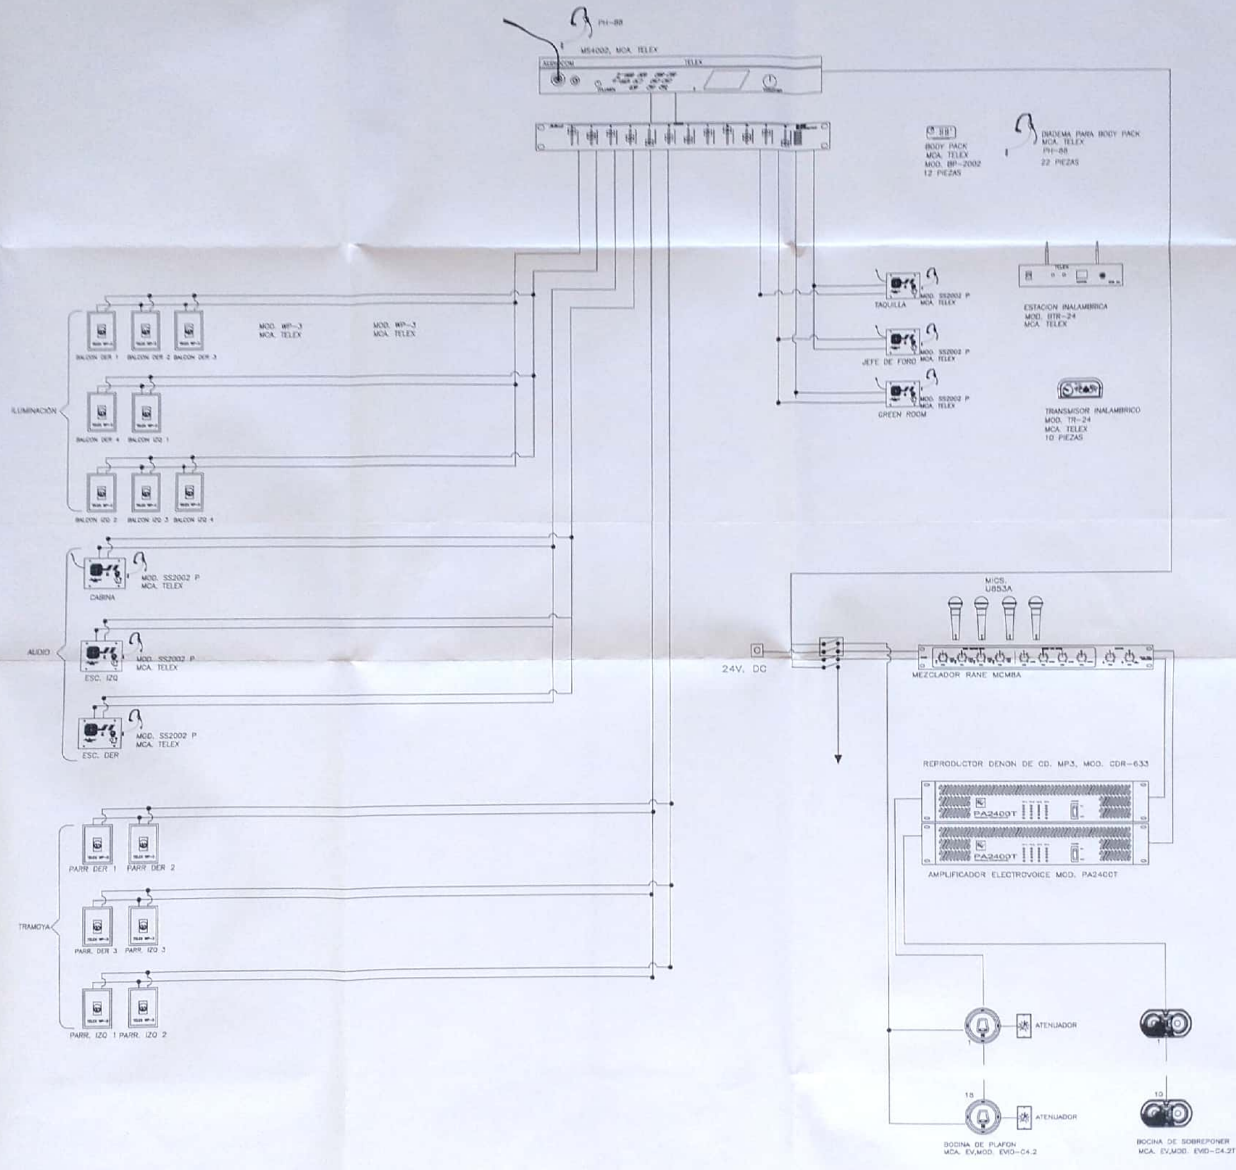 PH-88
MS4002, MCA. TELEX
AUDIOCOM
TELEX
BODY PACK
MCA. TELEX
MOD. BP-2002
12 PIEZAS
DIADEMA PARA BODY PACK
MCA. TELEX
PH-88
22 PIEZAS
MOD. SS2002 P
MCA. TELEX
TAQUILLA
MOD. SS2002 P
MCA. TELEX
JEFE DE FORO
MOD. SS2002 P
MCA. TELEX
GREEN ROOM
TELEX
ESTACION INALAMBRICA
MOD. BTR-24
MCA. TELEX
TRANSMISOR INALAMBRICO
MOD. TR-24
MCA. TELEX
10 PIEZAS
MOD. WP-3
MCA. TELEX
MOD. WP-3
MCA. TELEX
BALCON DER 1
BALCON DER 2
BALCON DER 3
ILUMINACIÓN
BALCON DER 4
BALCON IZQ 1
BALCON IZQ 2
BALCON IZQ 3
BALCON IZQ 4
MOD. SS2002 P
MCA. TELEX
CABINA
AUDIO
MOD. SS2002 P
MCA. TELEX
ESC. IZQ
MOD. SS2002 P
MCA. TELEX
ESC. DER
PARR DER 1
PARR DER 2
TRAMOYA
PARR. DER 3
PARR. IZQ 3
PARR. IZQ 1
PARR. IZQ 2
MICS.
U853A
24V. DC
MEZCLADOR RANE MCM8A
REPRODUCTOR DENON DE CD. MP3. MOD. CDR-633
PA2400T
PA2400T
AMPLIFICADOR ELECTROVOICE MOD. PA2400T
1
ATENUADOR
1
18
ATENUADOR
10
BOCINA DE PLAFON
MCA. EV,MOD. EVID-C4.2
BOCINA DE SOBREPONER
MCA. EV,MOD. EVID-C4.2T